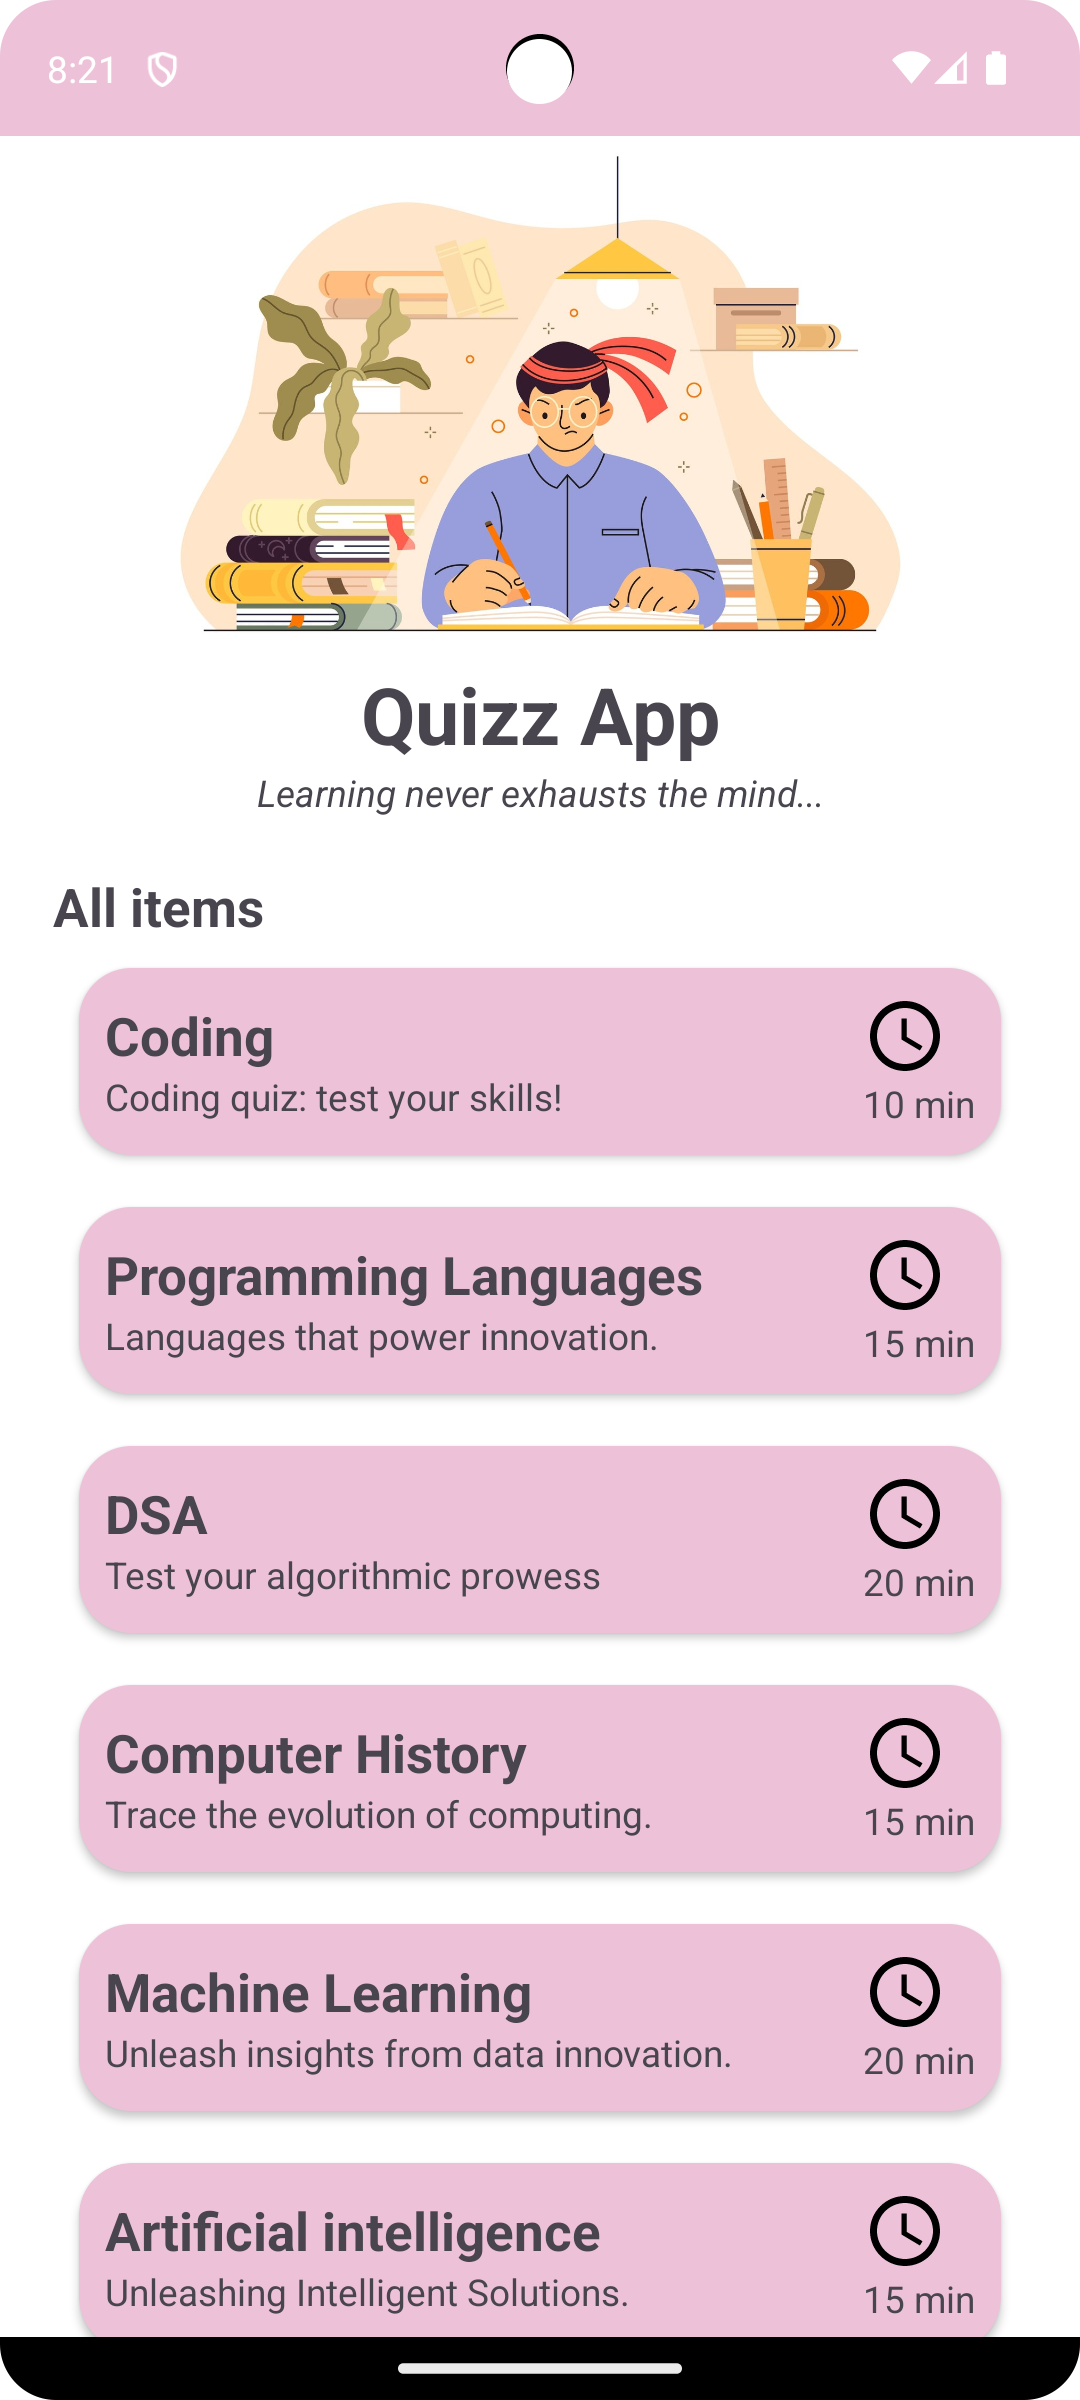 8:21
Quizz App
Learning never exhausts the mind...
All items
Coding
Coding quiz: test your skills!
10 min
Programming Languages
Languages that power innovation.
15 min
DSA
Test your algorithmic prowess
20 min
Computer History
Trace the evolution of computing.
15 min
Machine Learning
Unleash insights from data innovation.
20 min
Artificial intelligence
Unleashing Intelligent Solutions.
15 min